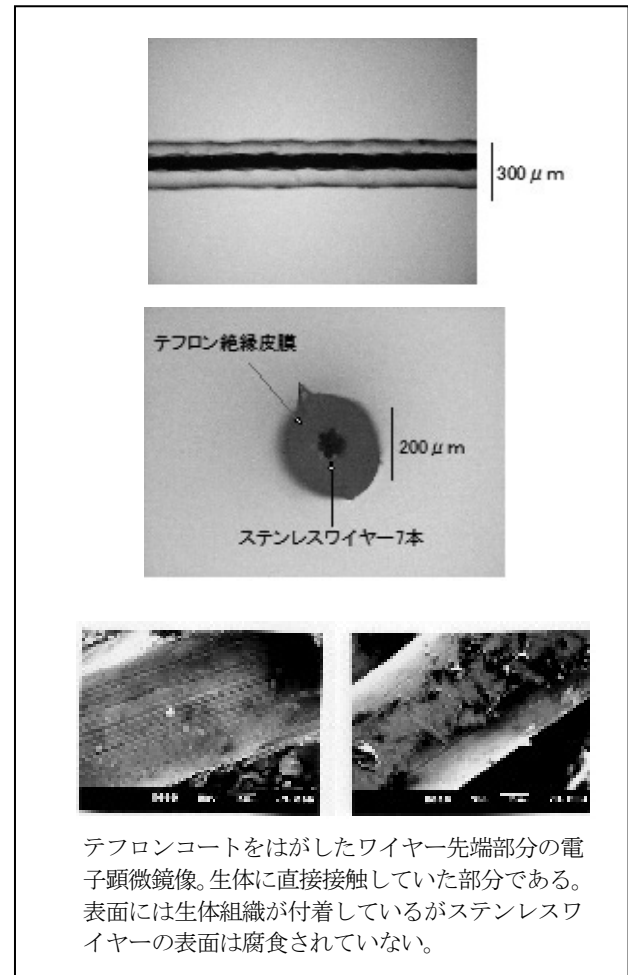 300μm
テフロン絶縁皮膜
200μm
ステンレスワイヤー7本
テフロンコートをはがしたワイヤー先端部分の電
子顕微鏡像。生体に直接接触していた部分である。
表面には生体組織が付着しているがステンレスワ
イヤーの表面は腐食されていない。